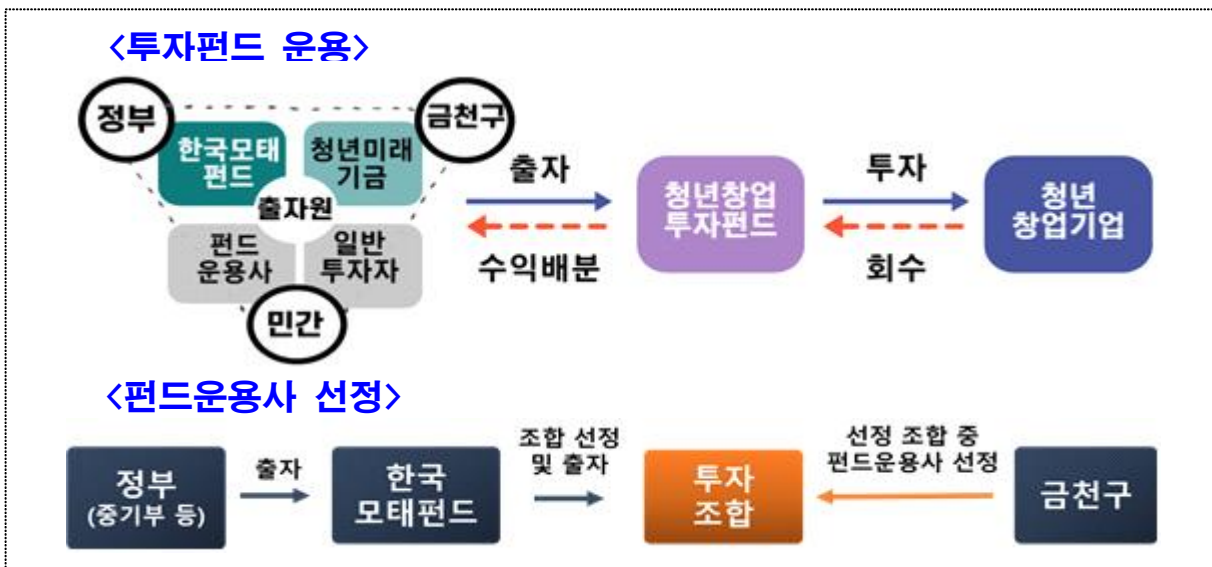 <투자펀드 운용>
정부
금천구
한국모태
펀드
청년미래
기금
출자원
펀드
운용사
일반
투자자
민간
출자
수익배분
청년창업
투자펀드
투자
회수
청년
창업기업
<펀드운용사 선정>
정부
(중기부 등)
출자
한국
모태펀드
조합 선정
및 출자
투자
조합
선정 조합 중
펀드운용사 선정
금천구